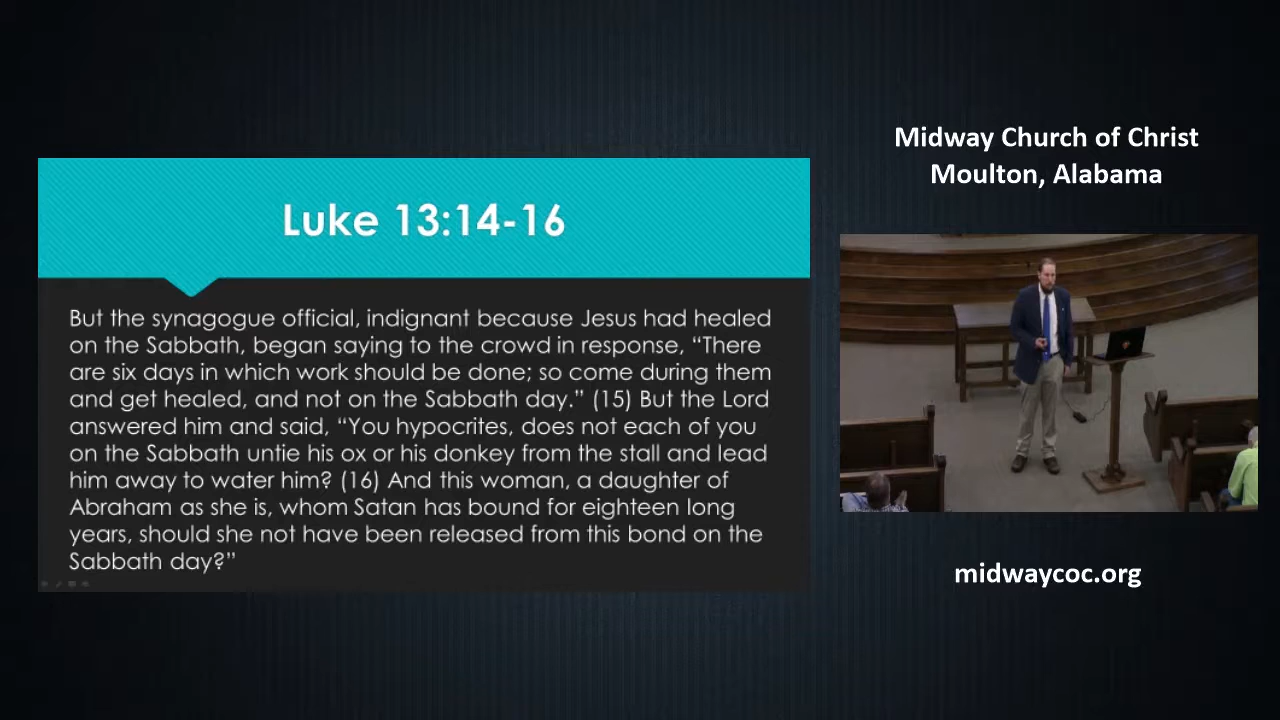 Luke 13:14-16
But the synagogue official, indignant because Jesus had healed
on the Sabbath, began saying to the crowd in response, “There
are six days in which work should be done; so come during them
and get healed, and not on the Sabbath day.” (15) But the Lord
answered him and said, “You hypocrites, does not each of you
on the Sabbath untie his ox or his donkey from the stall and lead
him away to water him? (16) And this woman, a daughter of
Abraham as she is, whom Satan has bound for eighteen long
years, should she not have been released from this bond on the
Sabbath day?”
Midway Church of Christ
Moulton, Alabama
midwaycoc.org